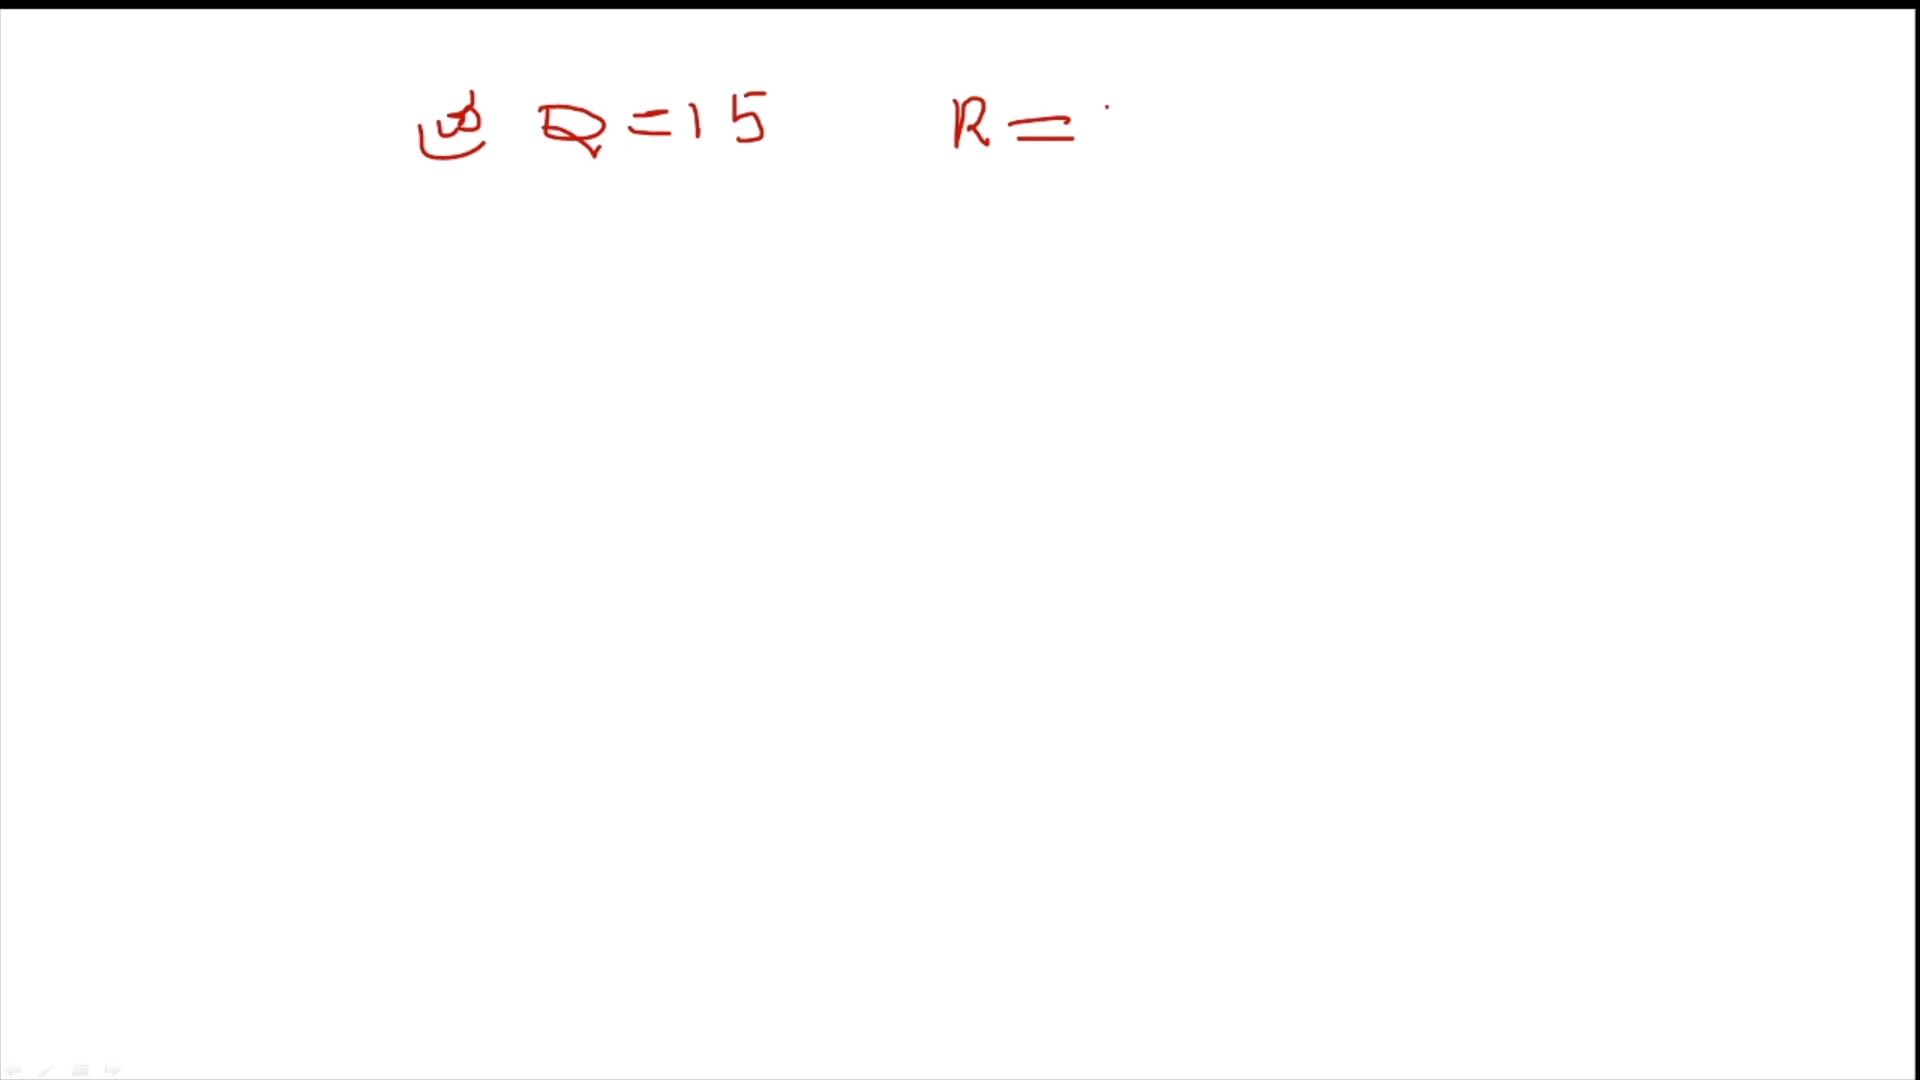 Q = 15 R =